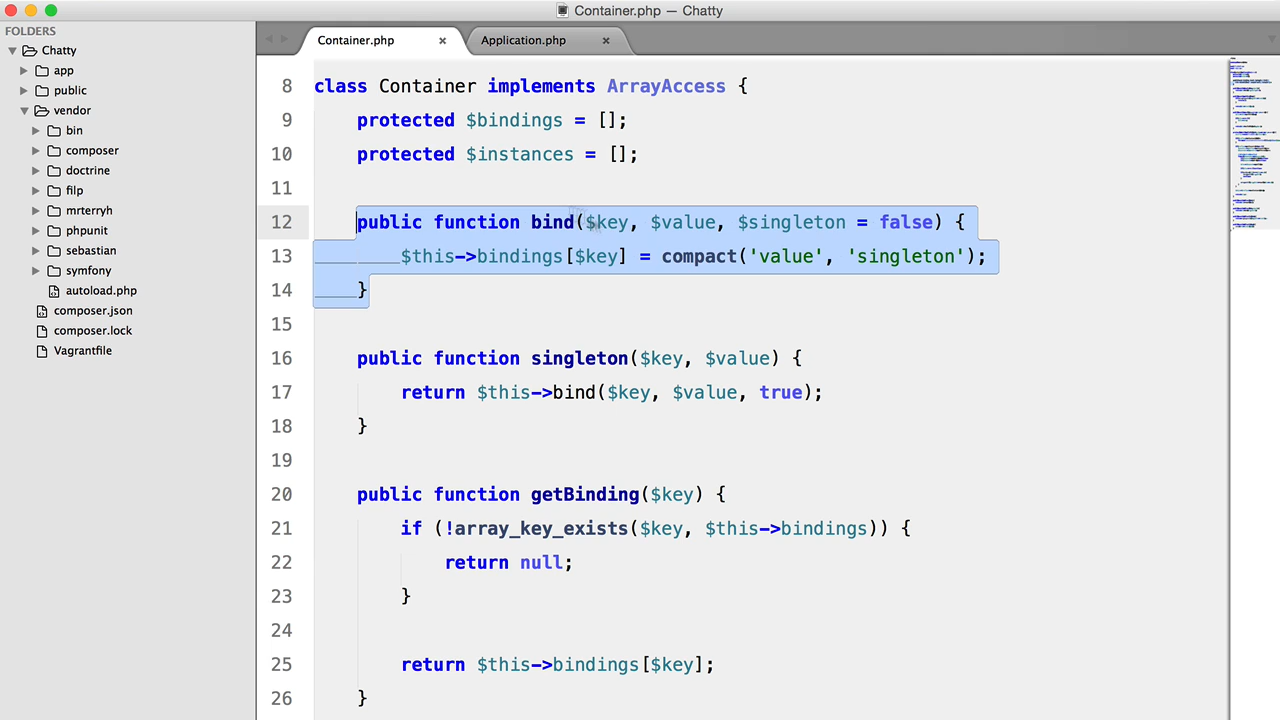 Container.php — Chatty
FOLDERS
Chatty
app
public
vendor
bin
composer
doctrine
filp
mrterryh
phpunit
sebastian
symfony
autoload.php
composer.json
composer.lock
Vagrantfile
Container.php × Application.php ×
8 class Container implements ArrayAccess {
9 protected $bindings = [];
10 protected $instances = [];
11
12 public function bind($key, $value, $singleton = false) {
13 $this->bindings[$key] = compact('value', 'singleton');
14 }
15
16 public function singleton($key, $value) {
17 return $this->bind($key, $value, true);
18 }
19
20 public function getBinding($key) {
21 if (!array_key_exists($key, $this->bindings)) {
22 return null;
23 }
24
25 return $this->bindings[$key];
26 }